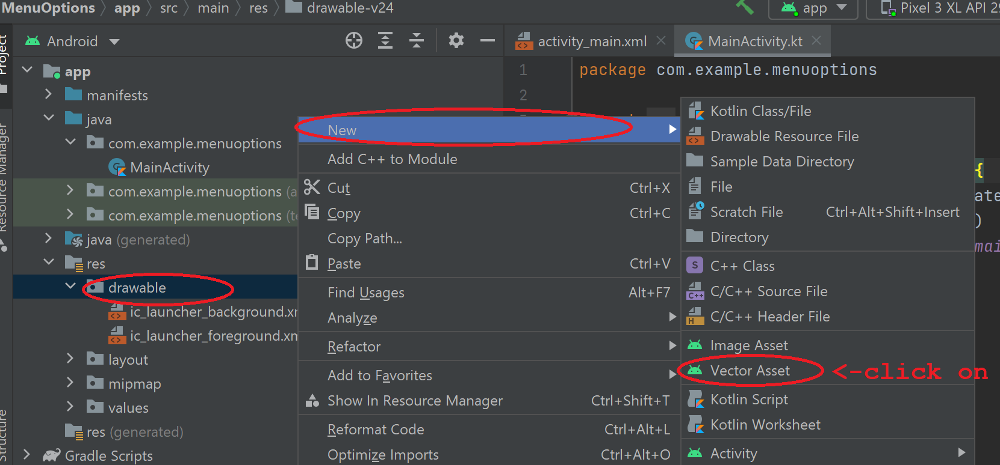 MenuOptions app src main res drawable-v24 app Pixel 3 XL API 29
Project
Android
activity_main.xml MainActivity.kt
app
manifests
java
com.example.menuoptions
MainActivity
com.example.menuoptions (a
com.example.menuoptions (te
java (generated)
res
drawable
ic_launcher_background.xm
ic_launcher_foreground.xm
layout
mipmap
values
res (generated)
Gradle Scripts
Resource Manager
Structure
1 package com.example.menuoptions
2
{
ate
)
mai
New
Add C++ to Module
Cut Ctrl+X
Copy Ctrl+C
Copy Path...
Paste Ctrl+V
Find Usages Alt+F7
Analyze
Refactor
Add to Favorites
Show In Resource Manager Ctrl+Shift+T
Reformat Code Ctrl+Alt+L
Optimize Imports Ctrl+Alt+O
Kotlin Class/File
Drawable Resource File
Sample Data Directory
File
Scratch File Ctrl+Alt+Shift+Insert
Directory
S C++ Class
C++ C/C++ Source File
H C/C++ Header File
Image Asset
Vector Asset <-click on
Kotlin Script
Kotlin Worksheet
Activity